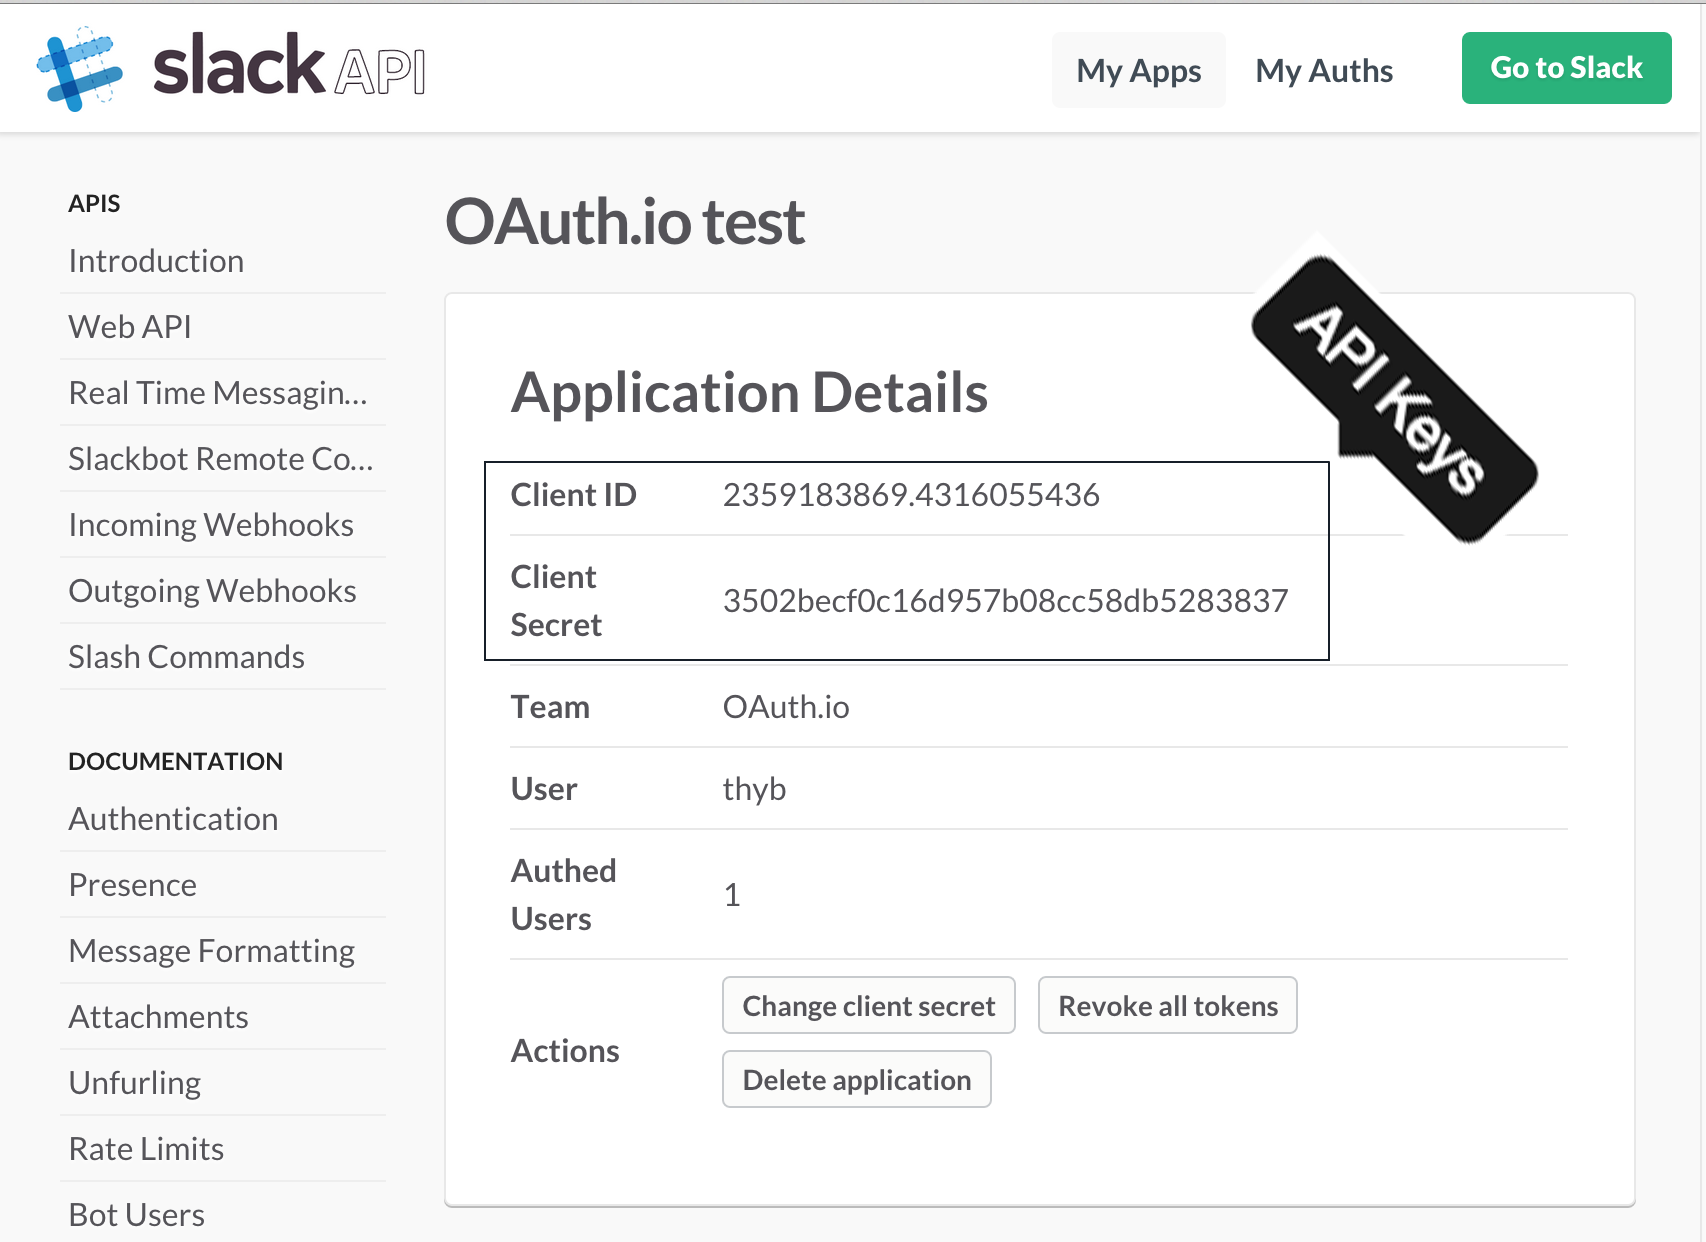 slack API
My Apps
My Auths
Go to Slack
APIS
Introduction
Web API
Real Time Messagin...
Slackbot Remote Co...
Incoming Webhooks
Outgoing Webhooks
Slash Commands
DOCUMENTATION
Authentication
Presence
Message Formatting
Attachments
Unfurling
Rate Limits
Bot Users
OAuth.io test
API Keys
Application Details
Client ID 2359183869.4316055436
Client
Secret
3502becf0c16d957b08cc58db5283837
Team OAuth.io
User thyb
Authed
Users
1
Actions
Change client secret
Revoke all tokens
Delete application